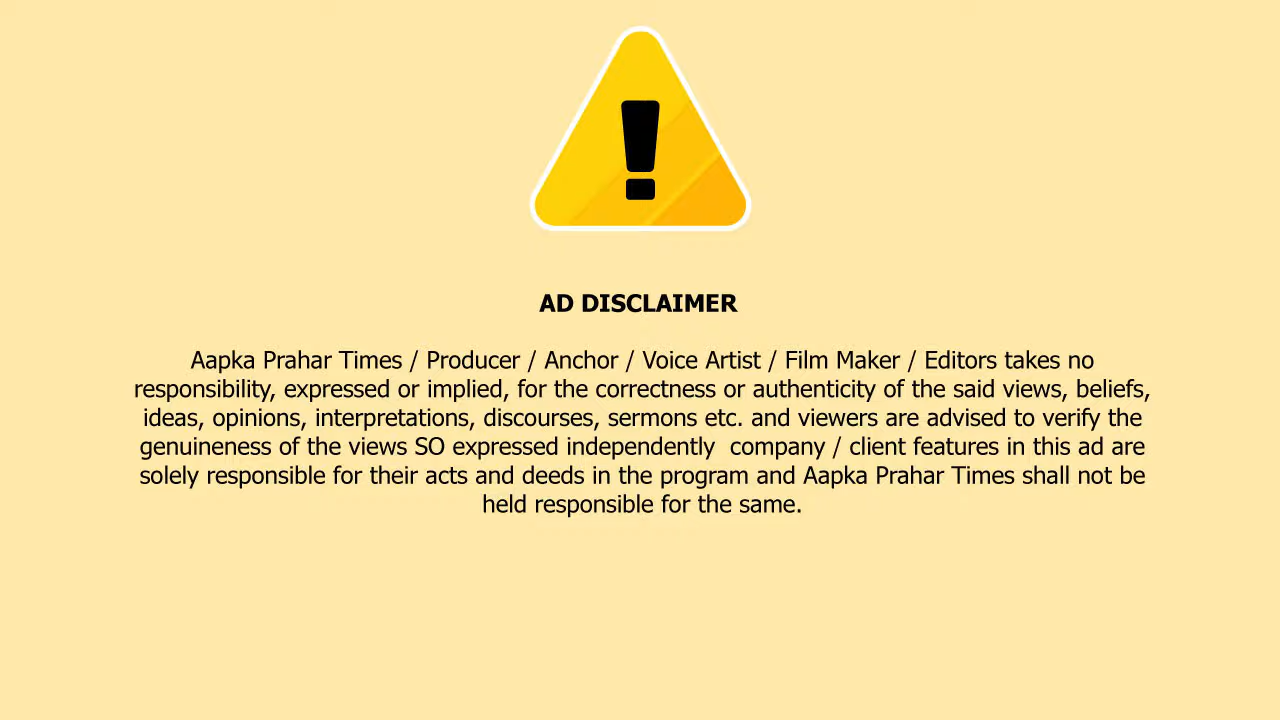 AD DISCLAIMER
Aapka Prahar Times / Producer / Anchor / Voice Artist / Film Maker / Editors takes no
responsibility, expressed or implied, for the correctness or authenticity of the said views, beliefs,
ideas, opinions, interpretations, discourses, sermons etc. and viewers are advised to verify the
genuineness of the views SO expressed independently  company / client features in this ad are
solely responsible for their acts and deeds in the program and Aapka Prahar Times shall not be
held responsible for the same.